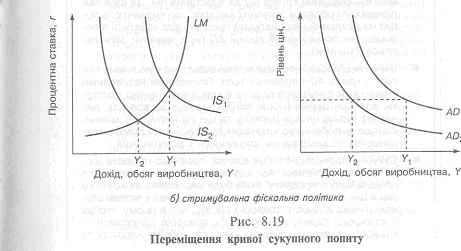 Процентна ставка, r
LM
IS₁
IS₂
Y₂ Y₁
Дохід, обсяг виробництва, Y
Рівень цін, P
AD
AD₂
Y₂ Y₁
Дохід, обсяг виробництва, Y
б) стримувальна фіскальна політика
Рис. 8.19
Переміщення кривої сукупного попиту